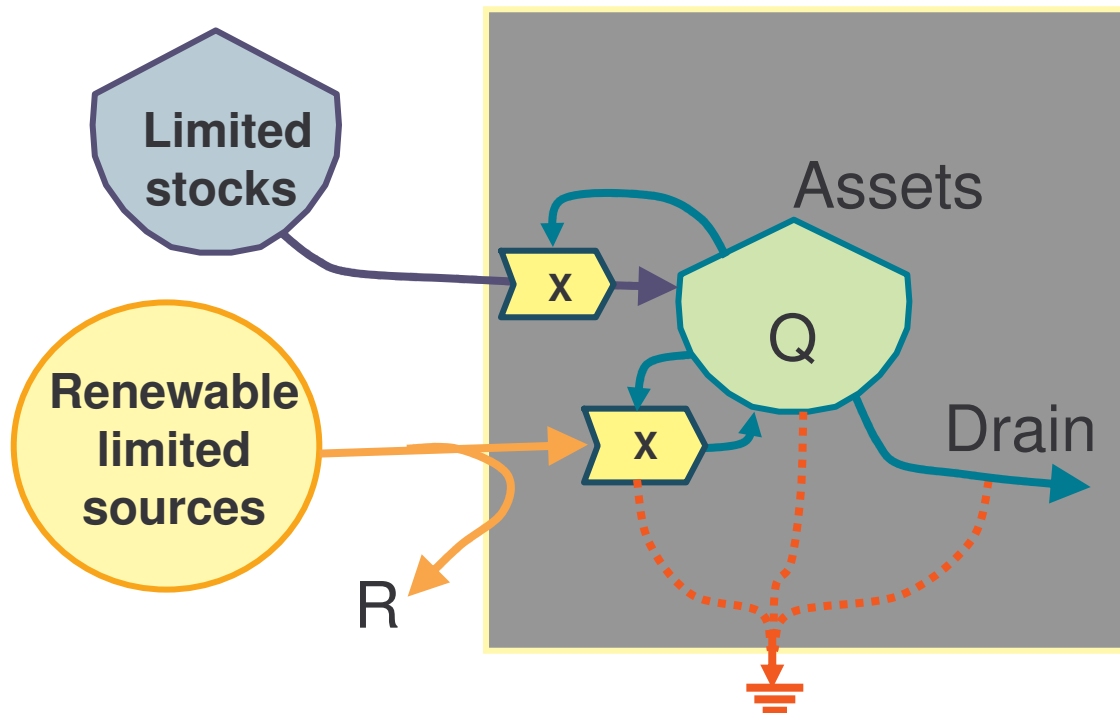 Limited
stocks
Assets
X
Q
Renewable
limited
sources
X
Drain
R